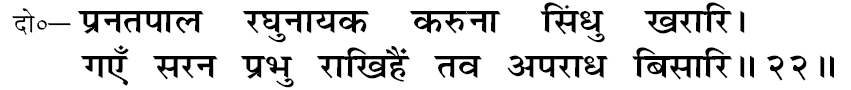 दो०— प्रनतपाल रघुनायक करुना सिंधु खरारि।
गएँ सरन प्रभु राखिहैं तव अपराध बिसारि॥ २२॥